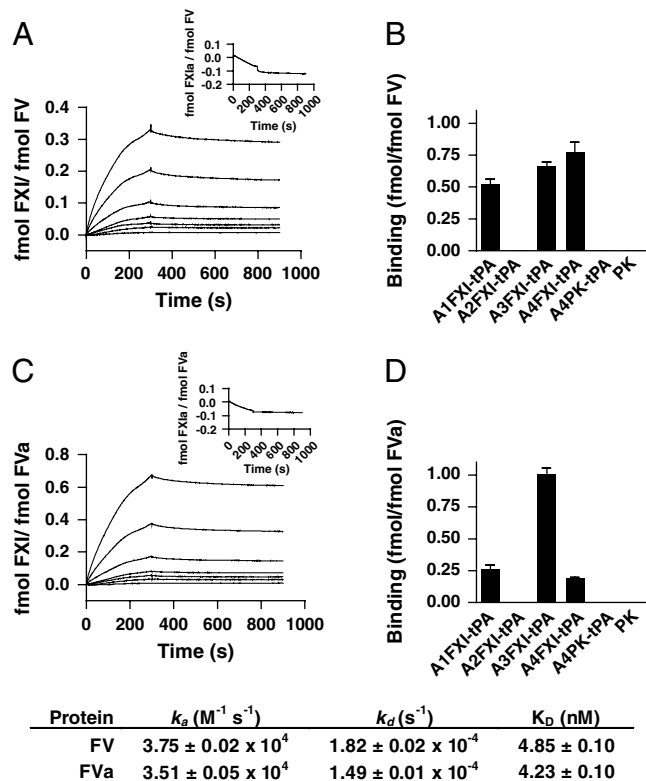 A
fmol FXI/ fmol FV
0.4
0.3
0.2
0.1
0.0
0 200 400 600 800 1000
Time (s)
fmol FXIa / fmol FV
0.1
0.0
-0.1
-0.2
0 200 400 600 800 1000
Time (s)
B
Binding (fmol/fmol FV)
1.00
0.75
0.50
0.25
0.00
A1FXI-tPA
A2FXI-tPA
A3FXI-tPA
A4FXI-tPA
A4PK-tPA
PK
C
fmol FXI/ fmol FVa
0.8
0.6
0.4
0.2
0.0
0 200 400 600 800 1000
Time (s)
fmol FXIa / fmol FVa
0.1
0.0
-0.1
-0.2
0 200 400 600 800 1000
Time (s)
D
Binding (fmol/fmol FVa)
1.00
0.75
0.50
0.25
0.00
A1FXI-tPA
A2FXI-tPA
A3FXI-tPA
A4FXI-tPA
A4PK-tPA
PK
Protein kₐ (M⁻¹ s⁻¹) k_d (s⁻¹) K_D (nM)
FV 3.75 ± 0.02 x 10⁴ 1.82 ± 0.02 x 10⁻⁴ 4.85 ± 0.10
FVa 3.51 ± 0.05 x 10⁴ 1.49 ± 0.01 x 10⁻⁴ 4.23 ± 0.10